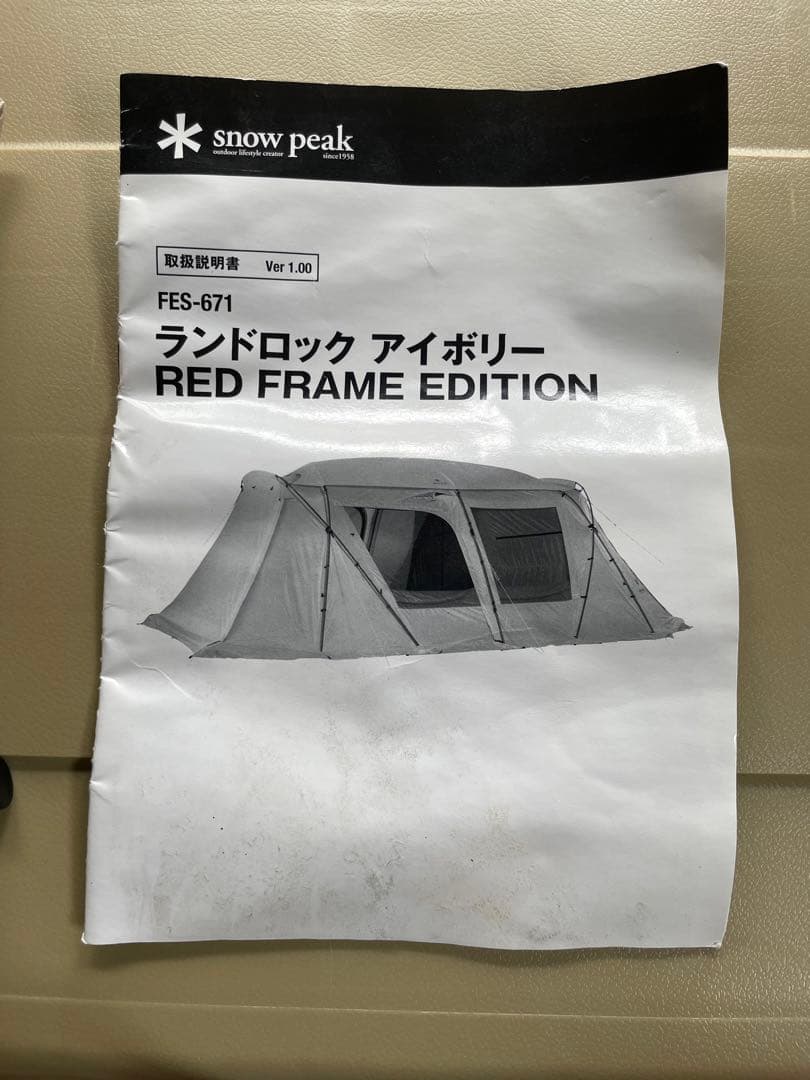 snow peak
outdoor lifestyle creator
since1958
取扱説明書 Ver 1.00
FES-671
ランドロック アイボリー
RED FRAME EDITION